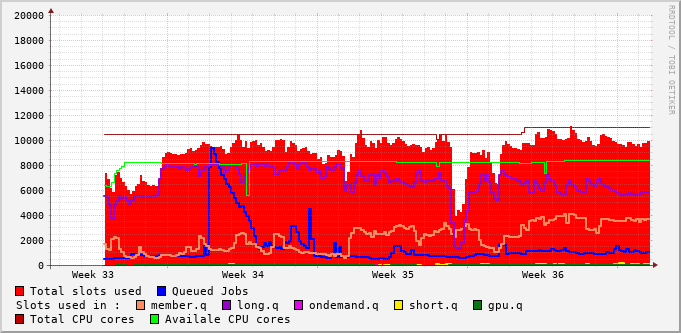 20000
18000
16000
14000
12000
10000
8000
6000
4000
2000
0
Week 33 Week 34 Week 35 Week 36
RRDTOOL / TOBI OETIKER
Total slots used Queued Jobs
Slots used in : member.q long.q ondemand.q short.q gpu.q
Total CPU cores Availale CPU cores